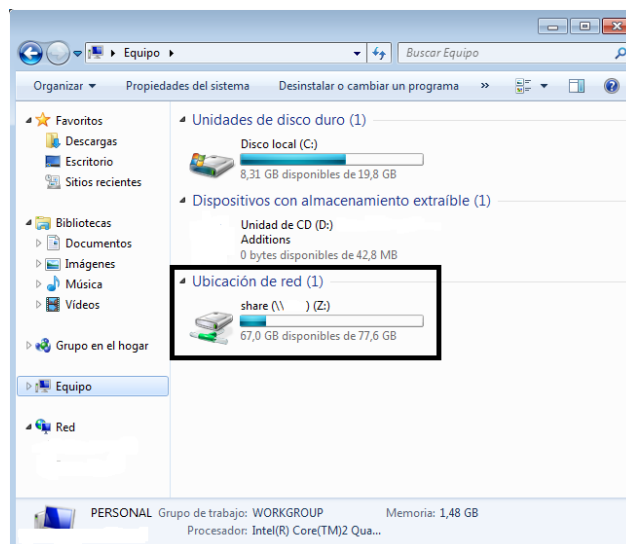 Equipo
Buscar Equipo
Organizar
Propiedades del sistema
Desinstalar o cambiar un programa
»
Favoritos
Descargas
Escritorio
Sitios recientes
Bibliotecas
Documentos
Imágenes
Música
Vídeos
Grupo en el hogar
Equipo
Red
Unidades de disco duro (1)
Disco local (C:)
8,31 GB disponibles de 19,8 GB
Dispositivos con almacenamiento extraíble (1)
Unidad de CD (D:)
Additions
0 bytes disponibles de 42,8 MB
Ubicación de red (1)
share (\\ ) (Z:)
67,0 GB disponibles de 77,6 GB
PERSONAL Grupo de trabajo: WORKGROUP Memoria: 1,48 GB
Procesador: Intel(R) Core(TM)2 Qua...